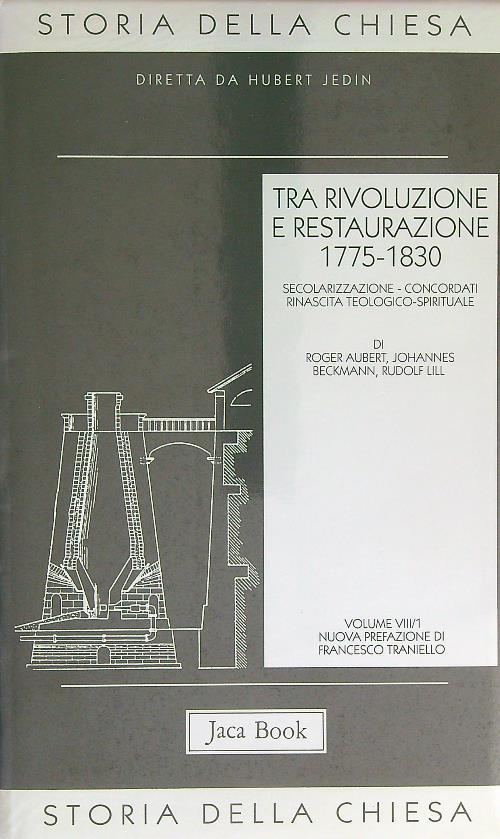 STORIA DELLA CHIESA
DIRETTA DA HUBERT JEDIN
TRA RIVOLUZIONE
E RESTAURAZIONE
1775-1830
SECOLARIZZAZIONE - CONCORDATI
RINASCITA TEOLOGICO-SPIRITUALE
DI
ROGER AUBERT, JOHANNES
BECKMANN, RUDOLF LILL
VOLUME VIII/1
NUOVA PREFAZIONE DI
FRANCESCO TRANIELLO
Jaca Book
STORIA DELLA CHIESA